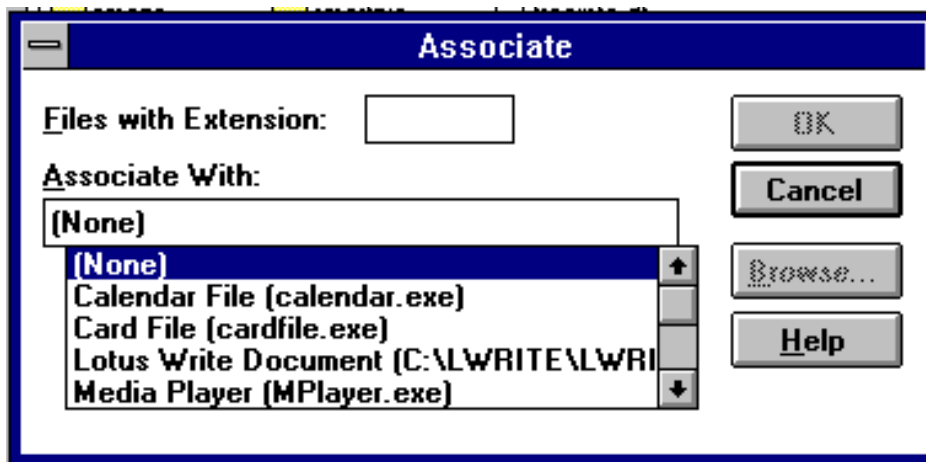 Associate
Files with Extension:
OK
Associate With:
Cancel
(None)
(None)
Browse...
Calendar File (calendar.exe)
Card File (cardfile.exe)
Help
Lotus Write Document (C:\LWRITE\LWRI
Media Player (MPlayer.exe)